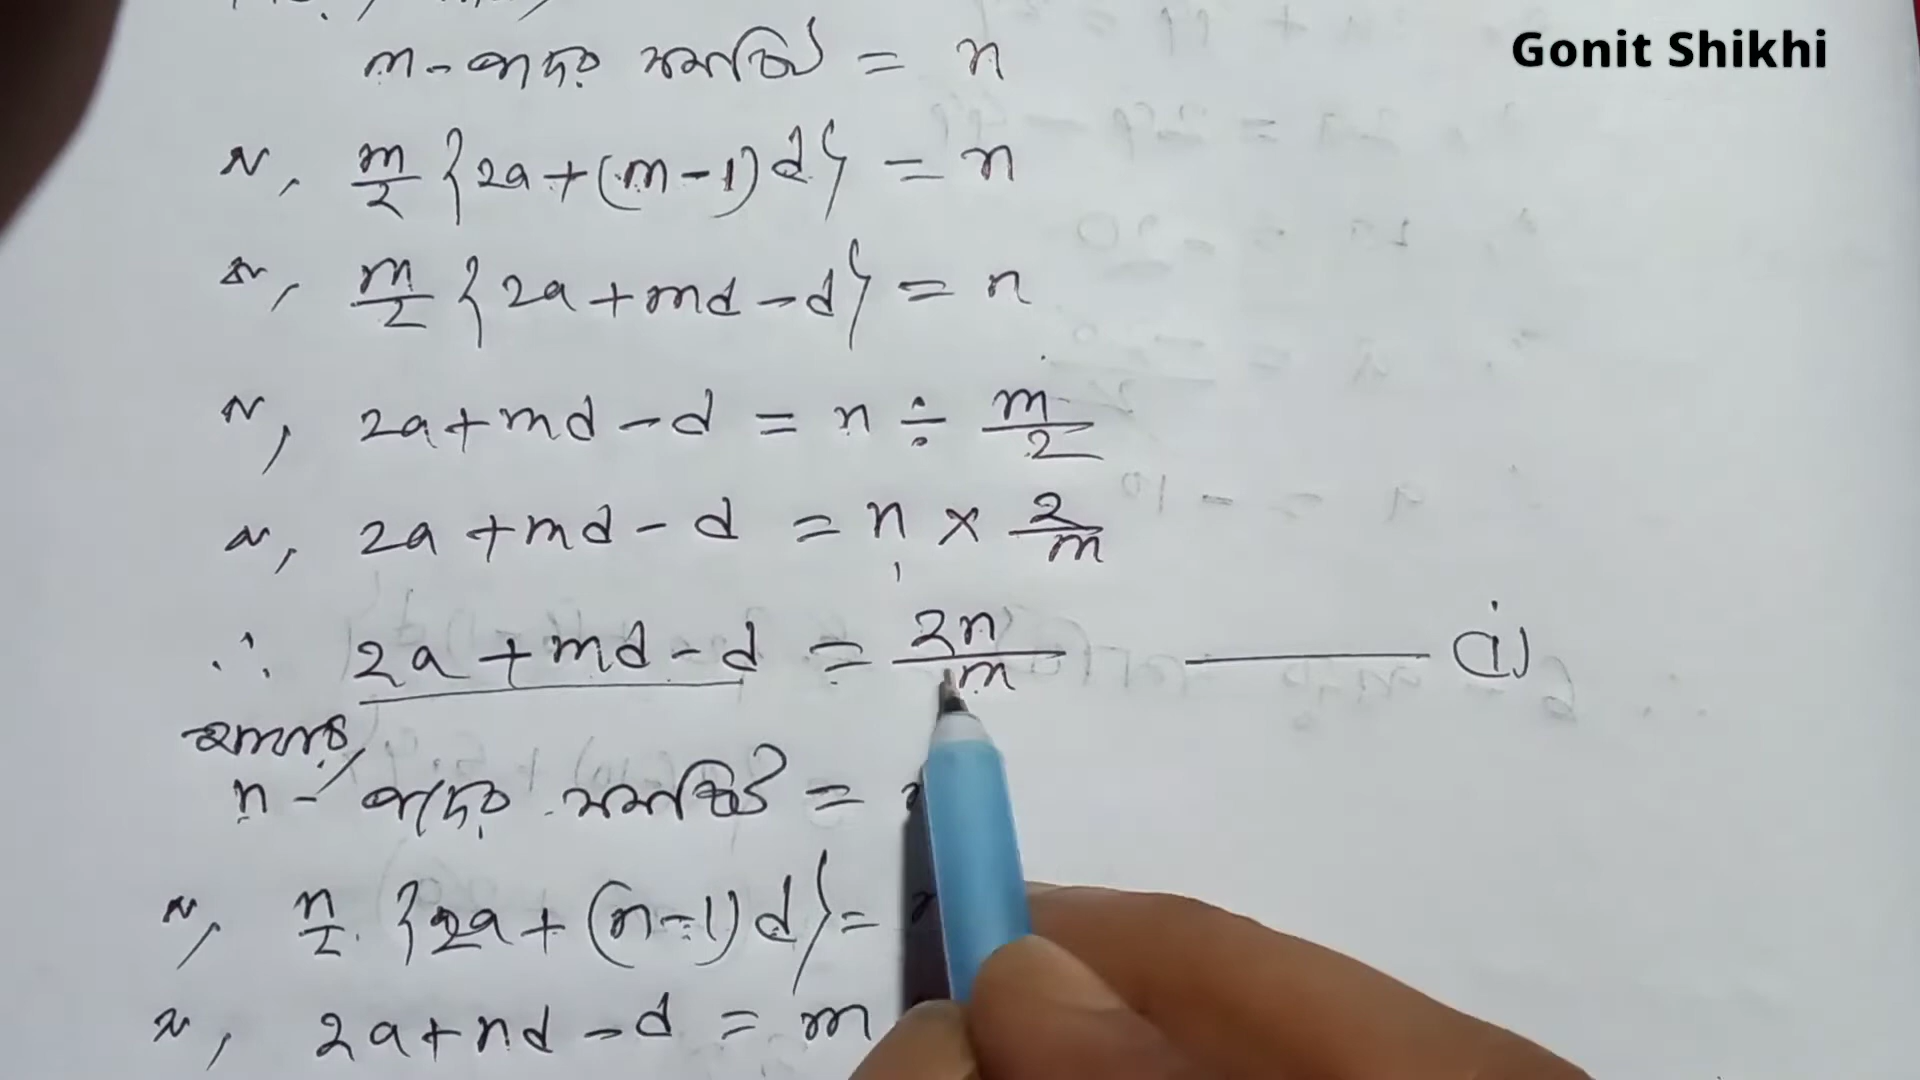 Gonit Shikhi
m-পদের সমষ্টি = n
বা, m/2 {2a+(m-1)d} = n
বা, m/2 {2a+md-d} = n
বা, 2a+md-d = n ÷ m/2
বা, 2a+md-d = n × 2/m
∴ 2a+md-d = 2n/m ——— (i)
আবার,
n-পদের সমষ্টি =
বা, n/2 {2a+(n-1)d} =
বা, 2a+nd-d = m